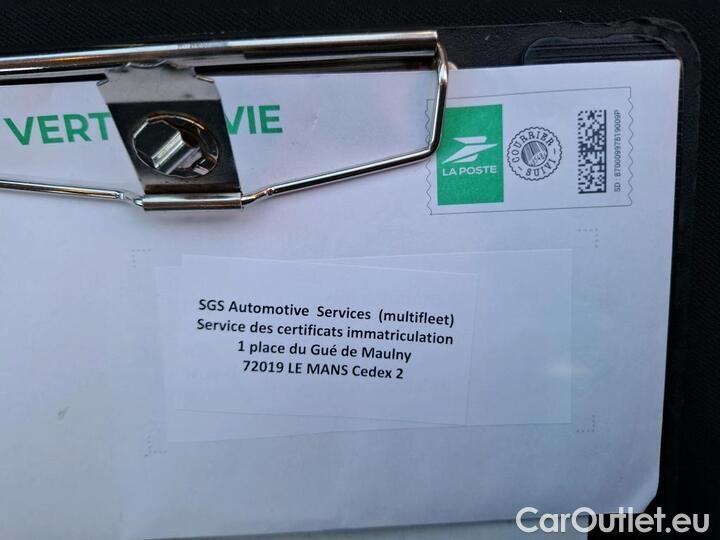 VERT VIE
LA POSTE
COURRIER
SUIVI
SD : 87000997819009P
SGS Automotive Services (multifleet)
Service des certificats immatriculation
1 place du Gué de Maulny
72019 LE MANS Cedex 2
CarOutlet.eu